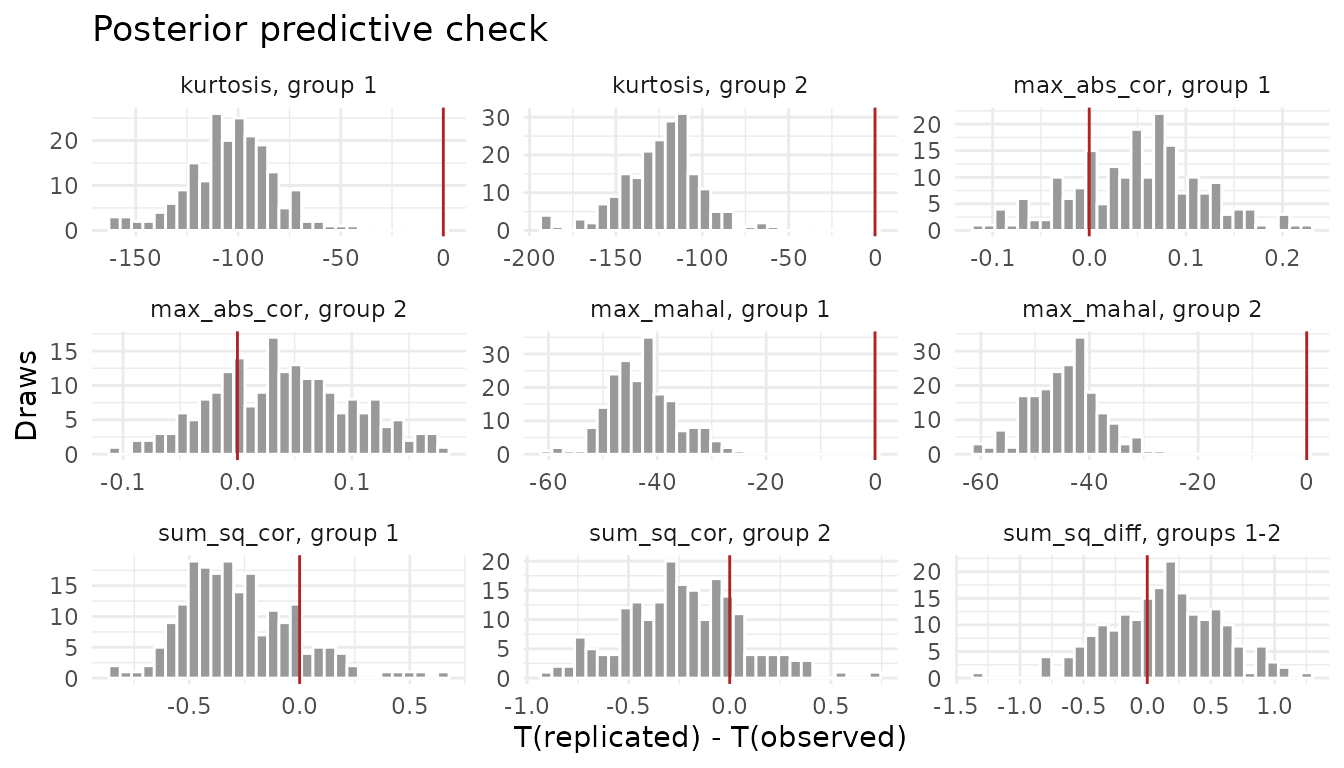 Posterior predictive check
kurtosis, group 1
kurtosis, group 2
max_abs_cor, group 1
20
10
0
-150 -100 -50 0
30
20
10
0
-200 -150 -100 -50 0
20
15
10
5
0
-0.1 0.0 0.1 0.2
max_abs_cor, group 2
max_mahal, group 1
max_mahal, group 2
15
10
5
0
-0.1 0.0 0.1
30
20
10
0
-60 -40 -20 0
30
20
10
0
-60 -40 -20 0
sum_sq_cor, group 1
sum_sq_cor, group 2
sum_sq_diff, groups 1-2
15
10
5
0
-0.5 0.0 0.5
20
15
10
5
0
-1.0 -0.5 0.0 0.5
20
15
10
5
0
-1.5 -1.0 -0.5 0.0 0.5 1.0
Draws
T(replicated) - T(observed)